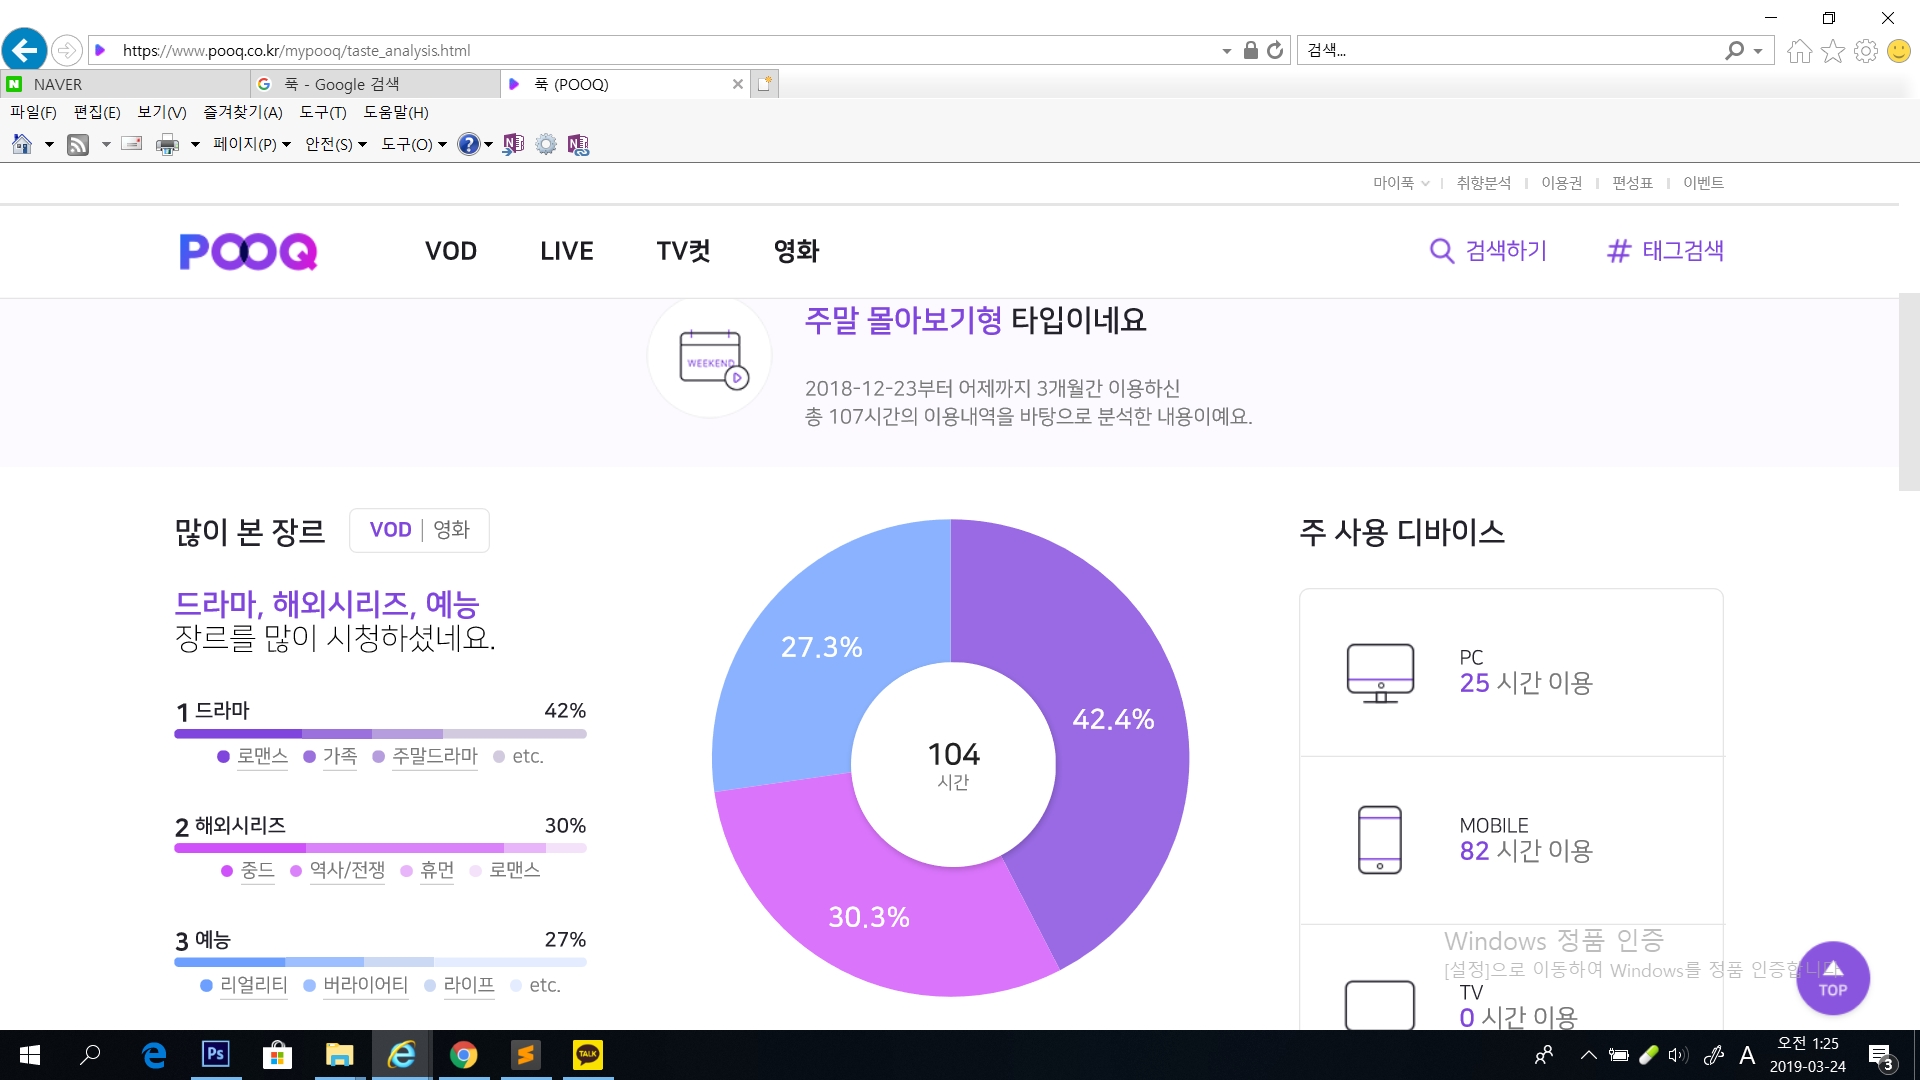 https://www.pooq.co.kr/mypooq/taste_analysis.html
검색...
NAVER
푹 - Google 검색
푹 (POOQ)
파일(F) 편집(E) 보기(V) 즐겨찾기(A) 도구(T) 도움말(H)
페이지(P) 안전(S) 도구(O)
마이푹 취향분석 이용권 편성표 이벤트
POOQ VOD LIVE TV컷 영화 검색하기 # 태그검색
WEEKEND
주말 몰아보기형 타입이네요
2018-12-23부터 어제까지 3개월간 이용하신
총 107시간의 이용내역을 바탕으로 분석한 내용이예요.
많이 본 장르 VOD | 영화
드라마, 해외시리즈, 예능
장르를 많이 시청하셨네요.
1 드라마 42%
로맨스 가족 주말드라마 etc.
2 해외시리즈 30%
중드 역사/전쟁 휴먼 로맨스
3 예능 27%
리얼리티 버라이어티 라이프 etc.
27.3%
42.4%
104
시간
30.3%
주 사용 디바이스
PC
25 시간 이용
MOBILE
82 시간 이용
Windows 정품 인증
[설정]으로 이동하여 Windows를 정품 인증합니다.
TV
0 시간 이용
TOP
Ps
TALK
A
오전 1:25
2019-03-24
3